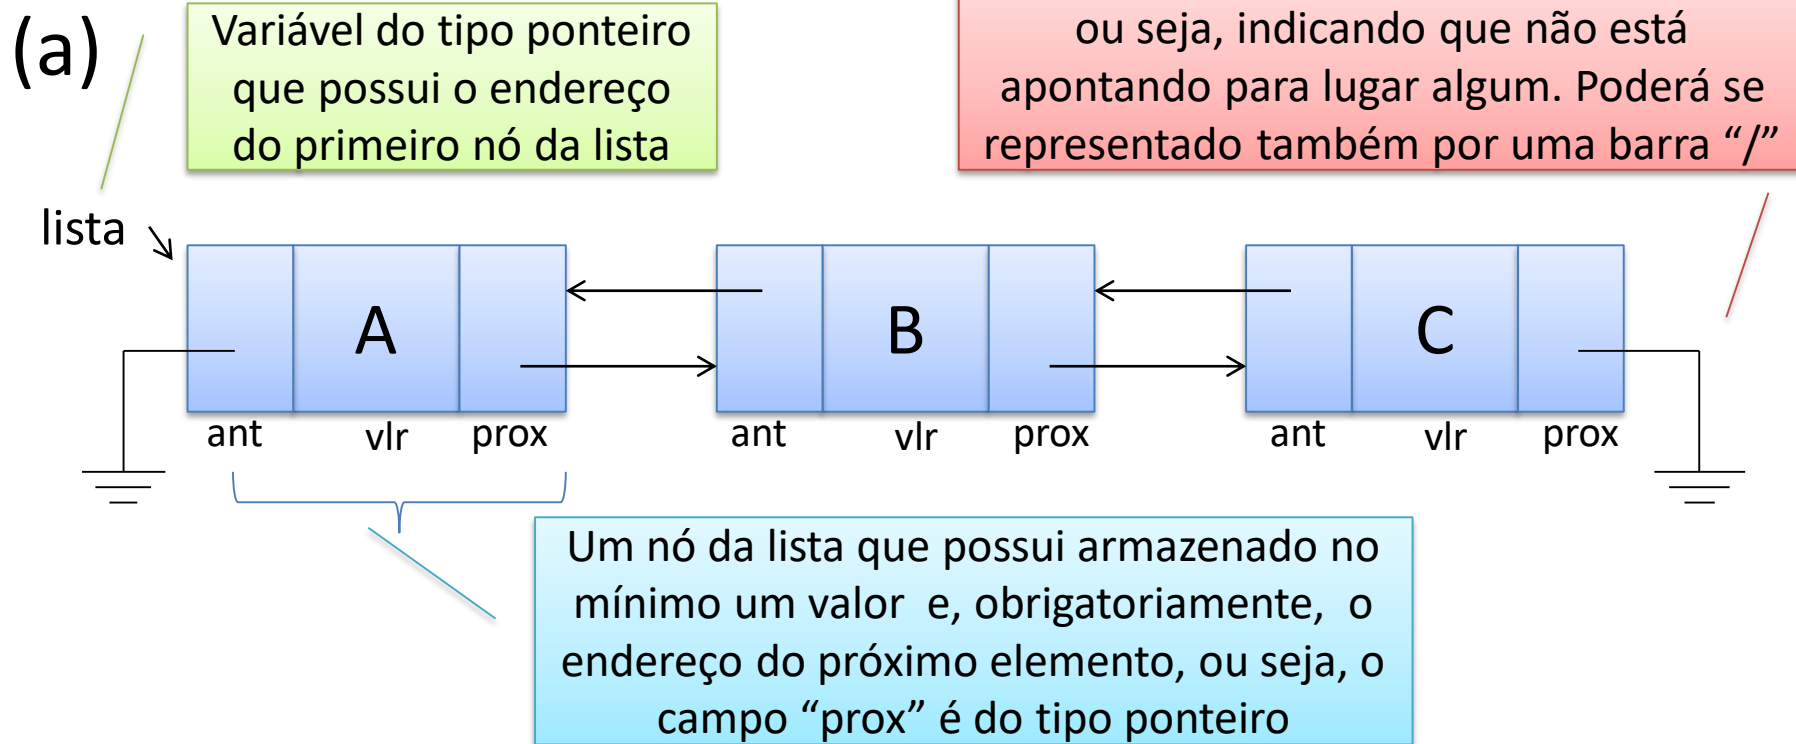 (a)
Variável do tipo ponteiro
que possui o endereço
do primeiro nó da lista
ou seja, indicando que não está
apontando para lugar algum. Poderá se
representado também por uma barra “/”
lista
A
B
C
ant vlr prox ant vlr prox ant vlr prox
Um nó da lista que possui armazenado no
mínimo um valor e, obrigatoriamente, o
endereço do próximo elemento, ou seja, o
campo “prox” é do tipo ponteiro